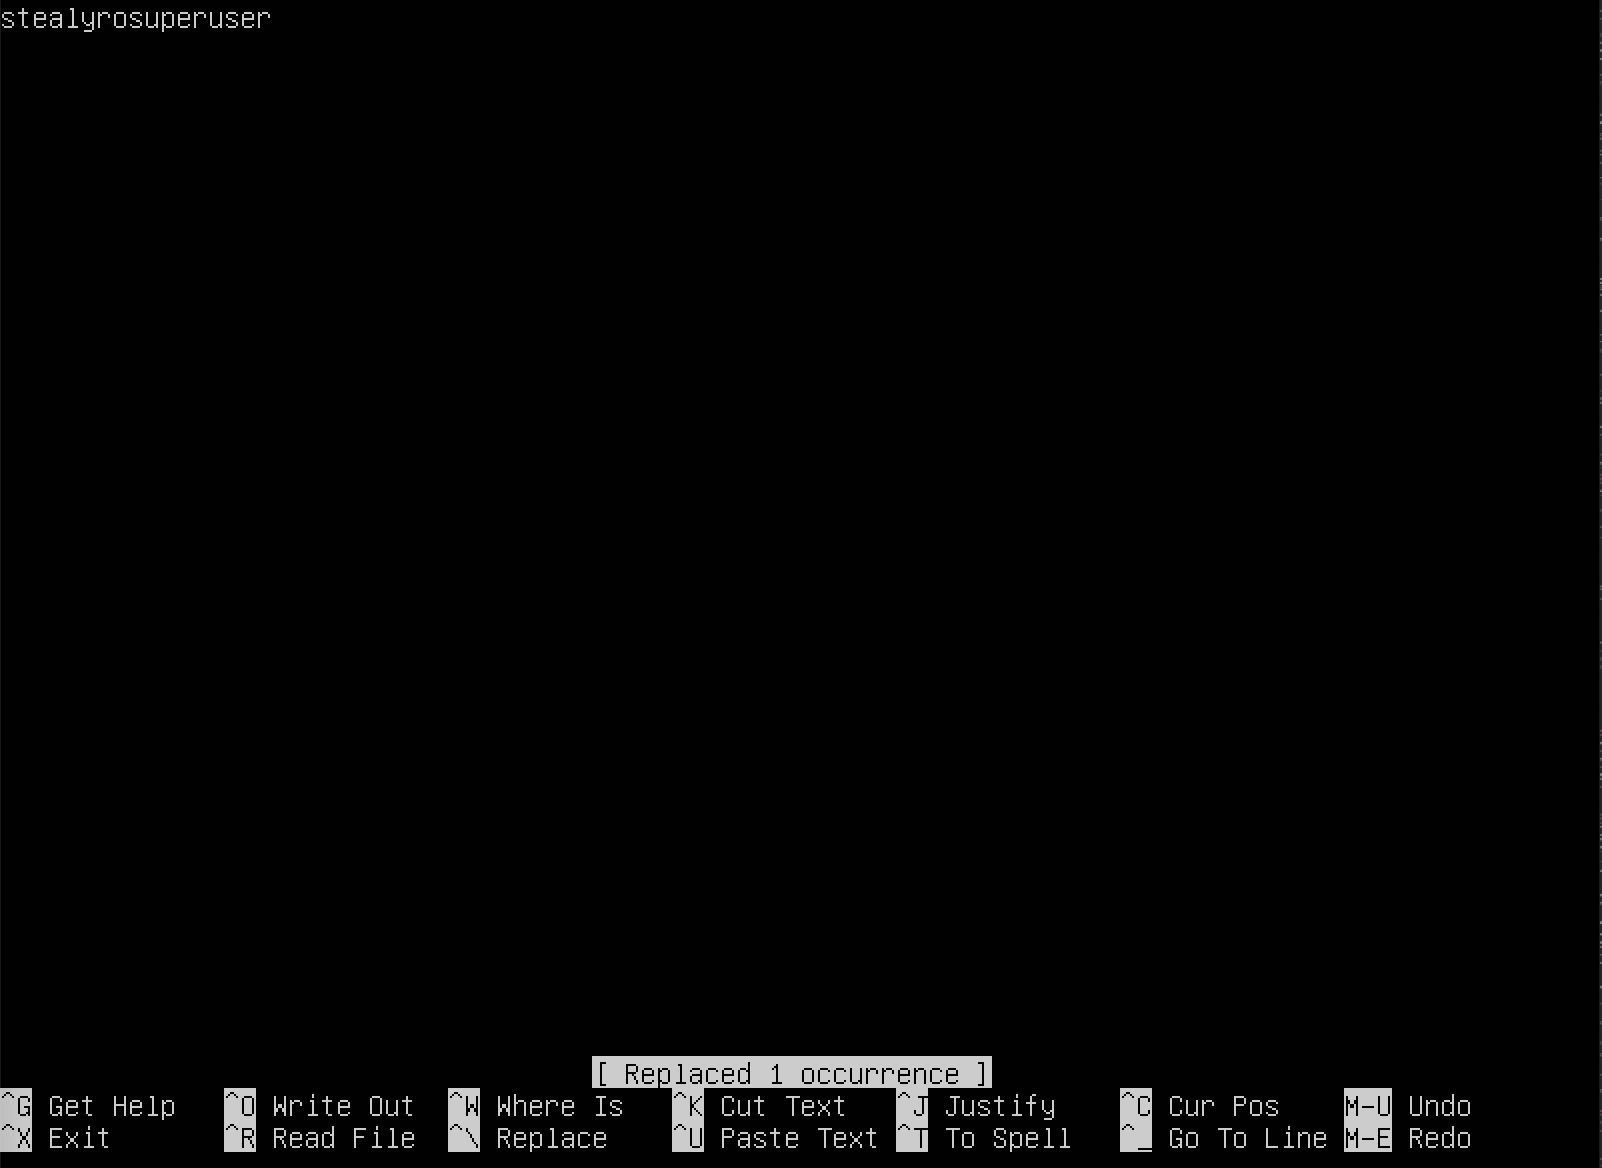 stealyrosuperuser
[ Replaced 1 occurrence ]
^G Get Help ^O Write Out ^W Where Is ^K Cut Text ^J Justify ^C Cur Pos M-U Undo
^X Exit ^R Read File ^\ Replace ^U Paste Text ^T To Spell ^_ Go To Line M-E Redo